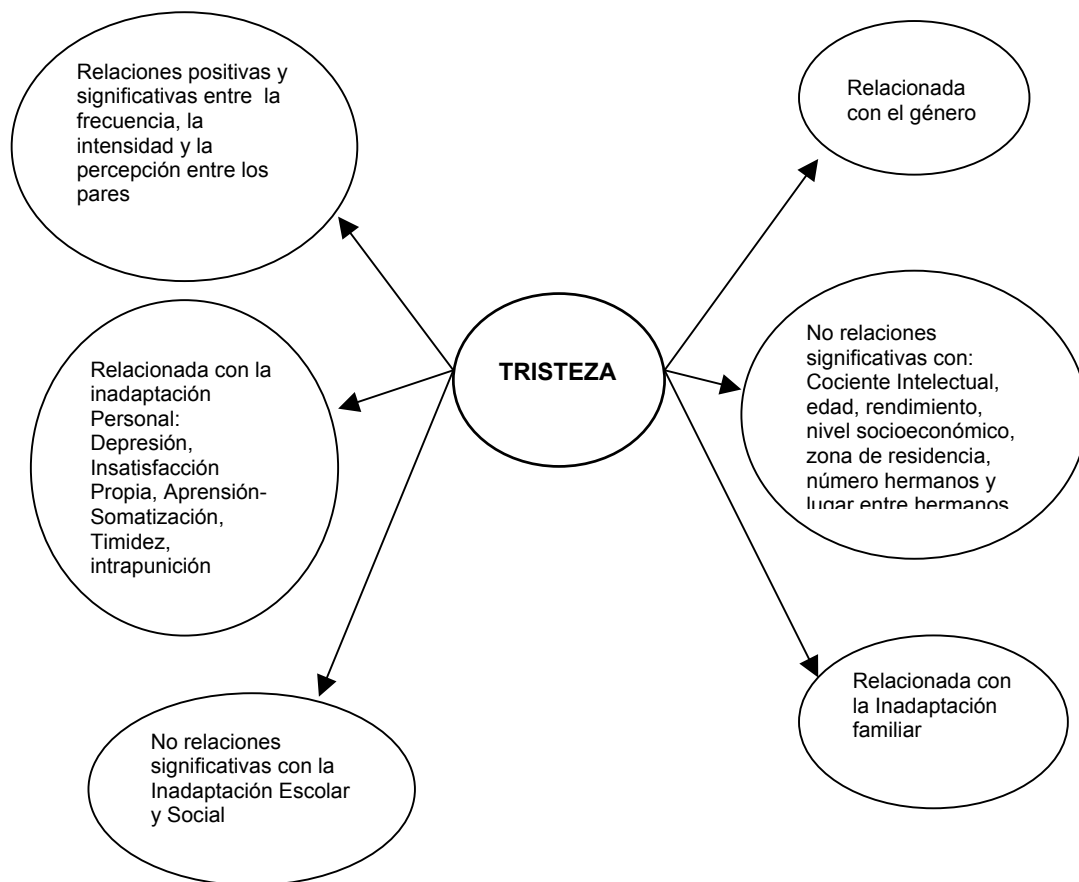 Relaciones positivas y
significativas entre la
frecuencia, la
intensidad y la
percepción entre los
pares
Relacionada
con el género
TRISTEZA
Relacionada con la
inadaptación
Personal:
Depresión,
Insatisfacción
Propia, Aprensión-
Somatización,
Timidez,
intrapunición
No relaciones
significativas con:
Cociente Intelectual,
edad, rendimiento,
nivel socioeconómico,
zona de residencia,
número hermanos y
lugar entre hermanos
No relaciones
significativas con la
Inadaptación Escolar
y Social
Relacionada con
la Inadaptación
familiar